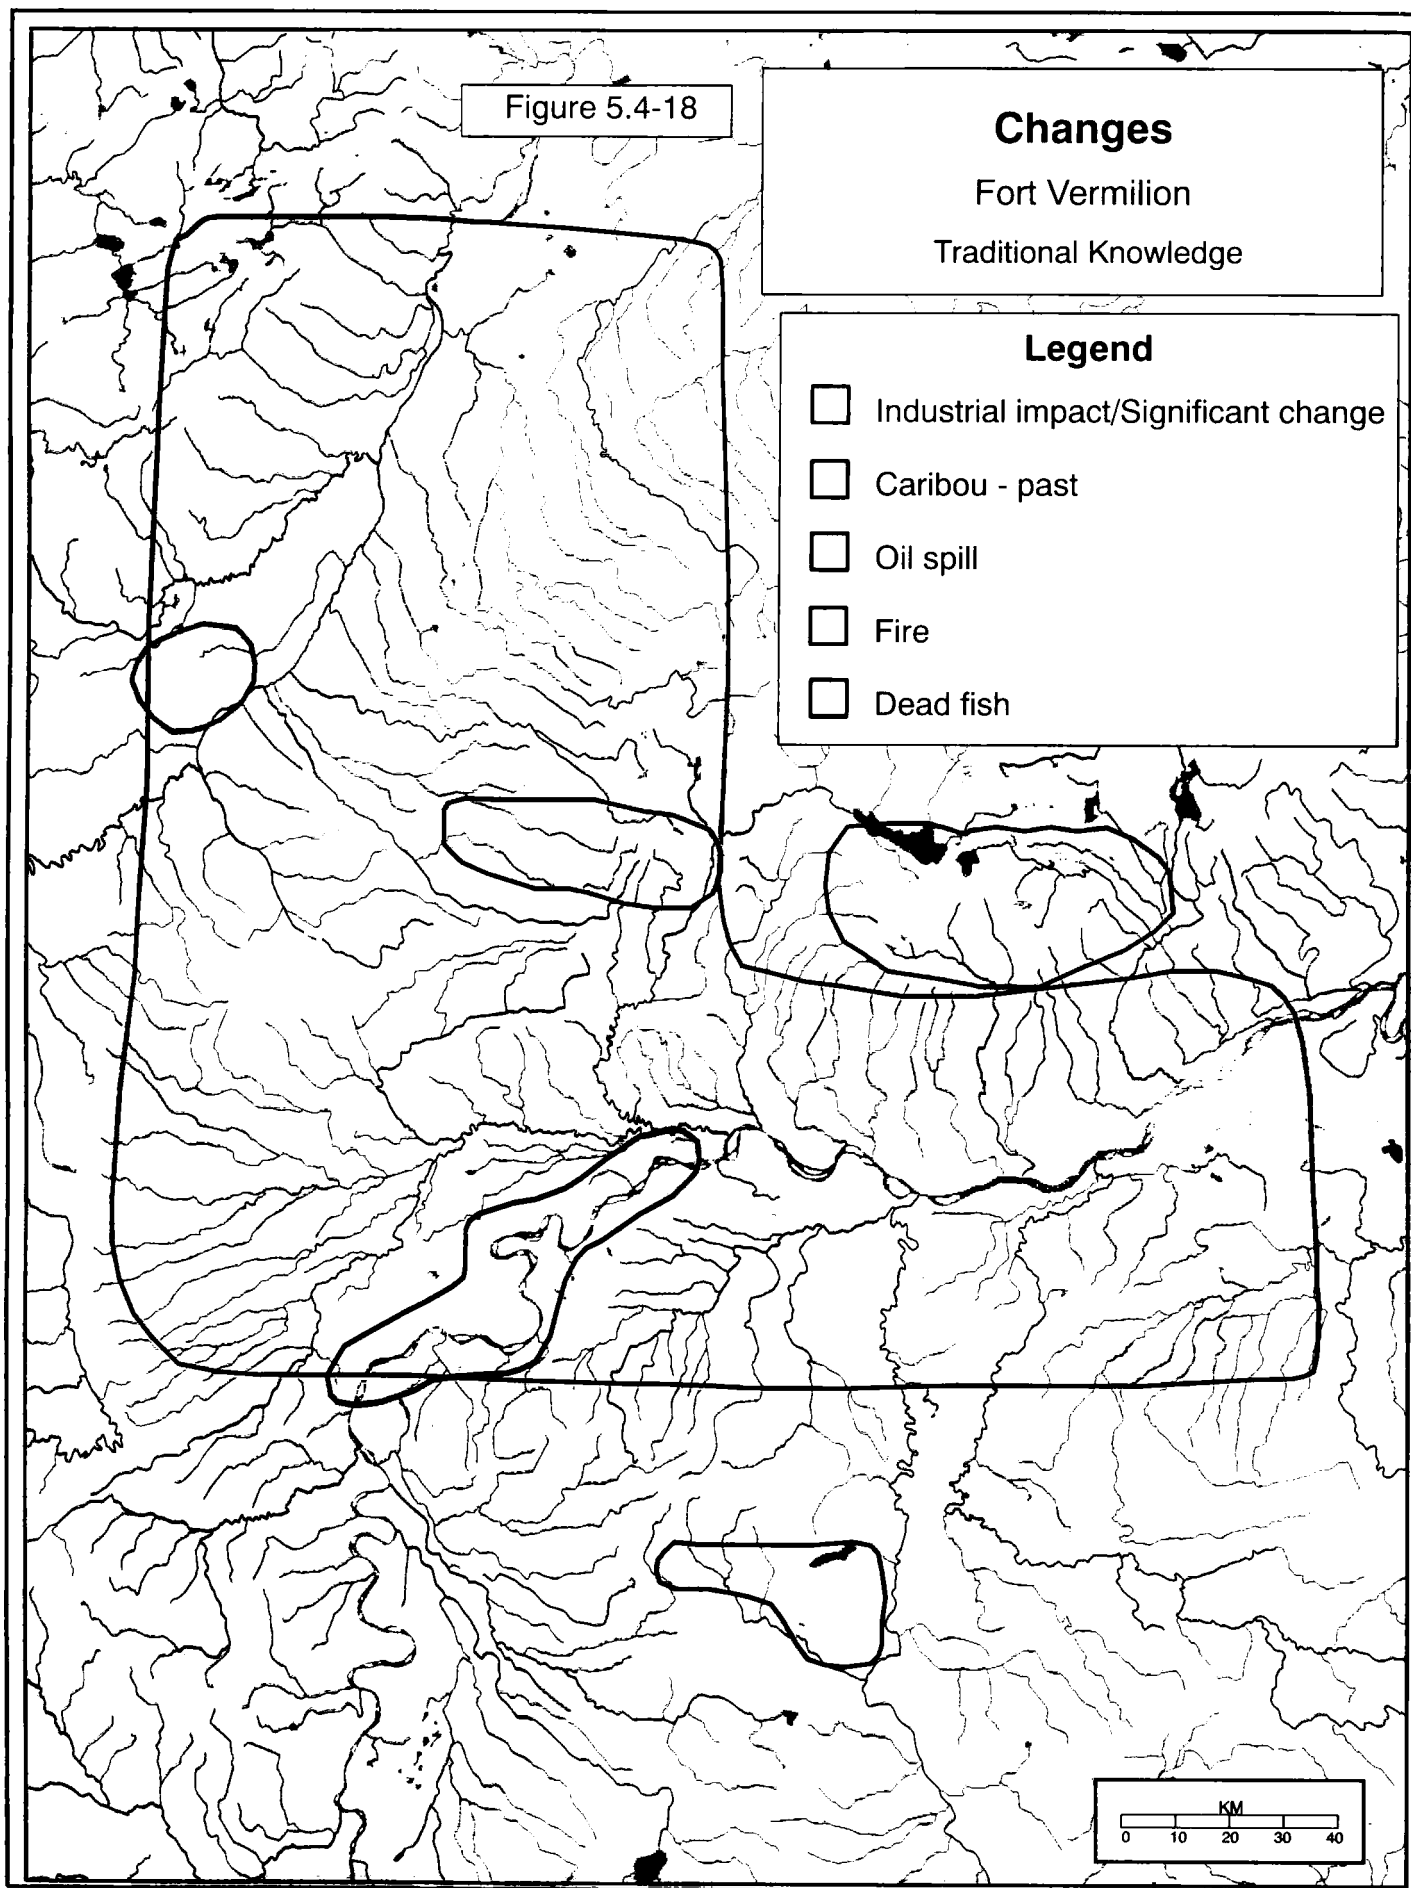 Figure 5.4-18
Changes
Fort Vermilion
Traditional Knowledge
Legend
Industrial impact/Significant change
Caribou - past
Oil spill
Fire
Dead fish
KM
0 10 20 30 40